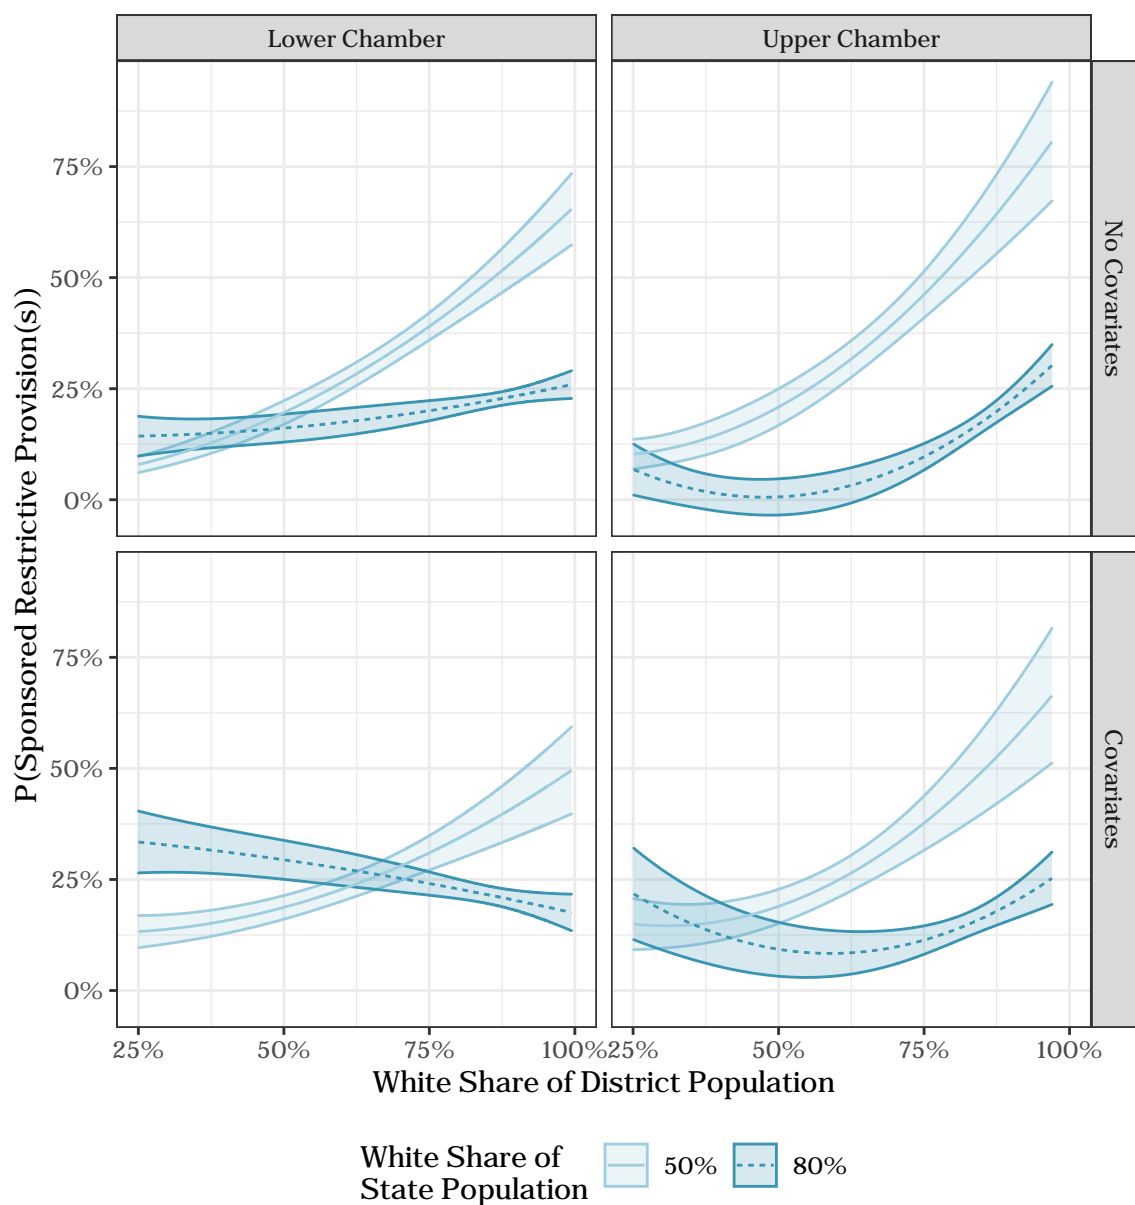 Lower Chamber
Upper Chamber
No Covariates
Covariates
P(Sponsored Restrictive Provision(s))
75%
50%
25%
0%
75%
50%
25%
0%
25%
50%
75%
100%
25%
50%
75%
100%
White Share of District Population
White Share of
State Population
50%
80%